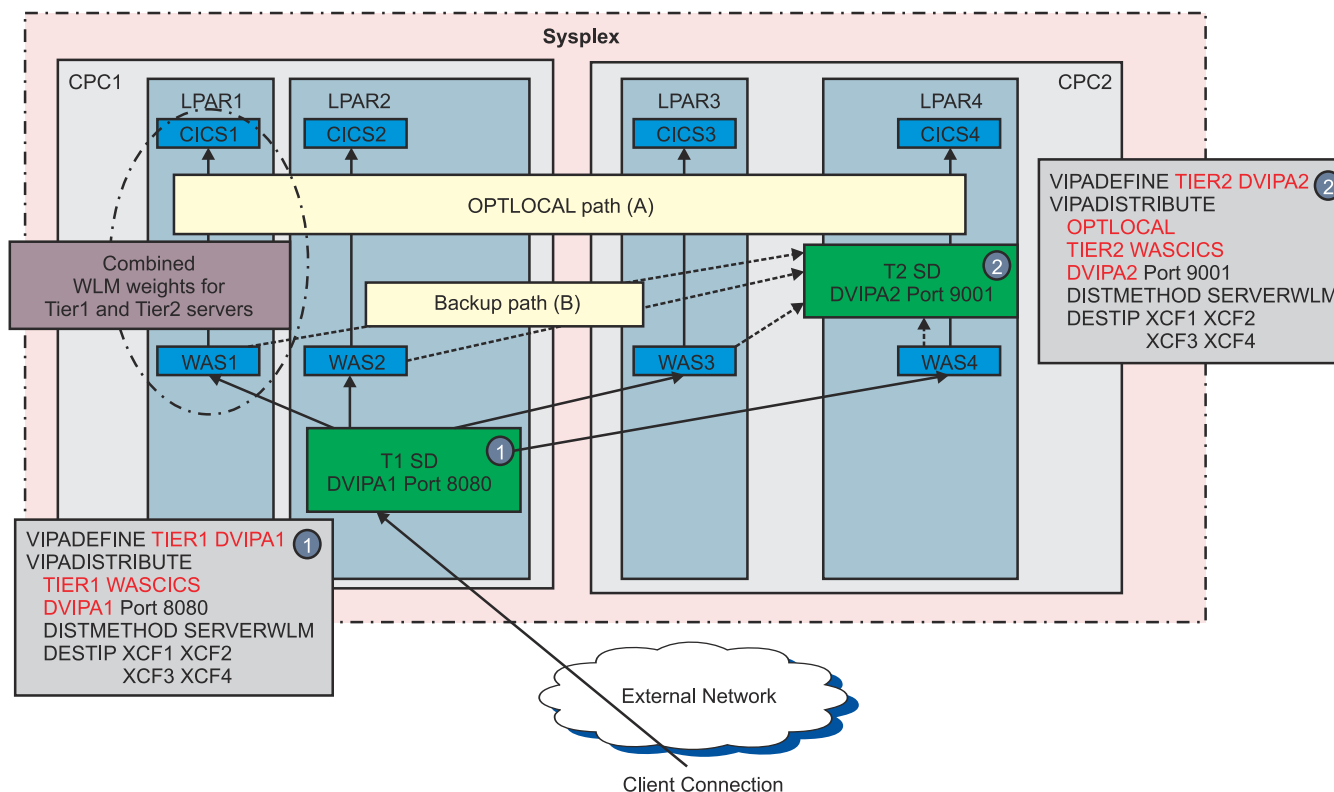 Sysplex
CPC1
CPC2
LPAR1
LPAR2
LPAR3
LPAR4
CICS1
CICS2
CICS3
CICS4
OPTLOCAL path (A)
Combined
WLM weights for
Tier1 and Tier2 servers
Backup path (B)
T2 SD
DVIPA2 Port 9001
2
WAS1
WAS2
WAS3
WAS4
T1 SD
DVIPA1 Port 8080
1
VIPADEFINE TIER2 DVIPA2
2
VIPADISTRIBUTE
OPTLOCAL
TIER2 WASCICS
DVIPA2 Port 9001
DISTMETHOD SERVERWLM
DESTIP XCF1 XCF2
XCF3 XCF4
VIPADEFINE TIER1 DVIPA1
1
VIPADISTRIBUTE
TIER1 WASCICS
DVIPA1 Port 8080
DISTMETHOD SERVERWLM
DESTIP XCF1 XCF2
XCF3 XCF4
External Network
Client Connection